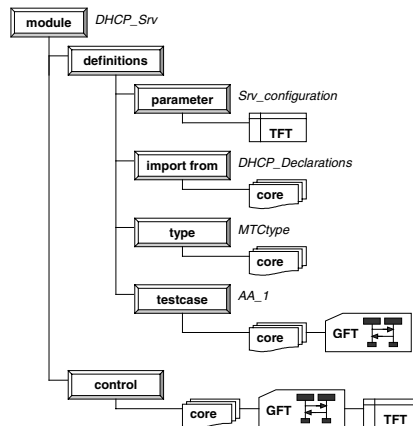 module DHCP_Srv
definitions
parameter Srv_configuration
TFT
import from DHCP_Declarations
core
type MTCtype
core
testcase AA_1
core GFT
control
core GFT TFT